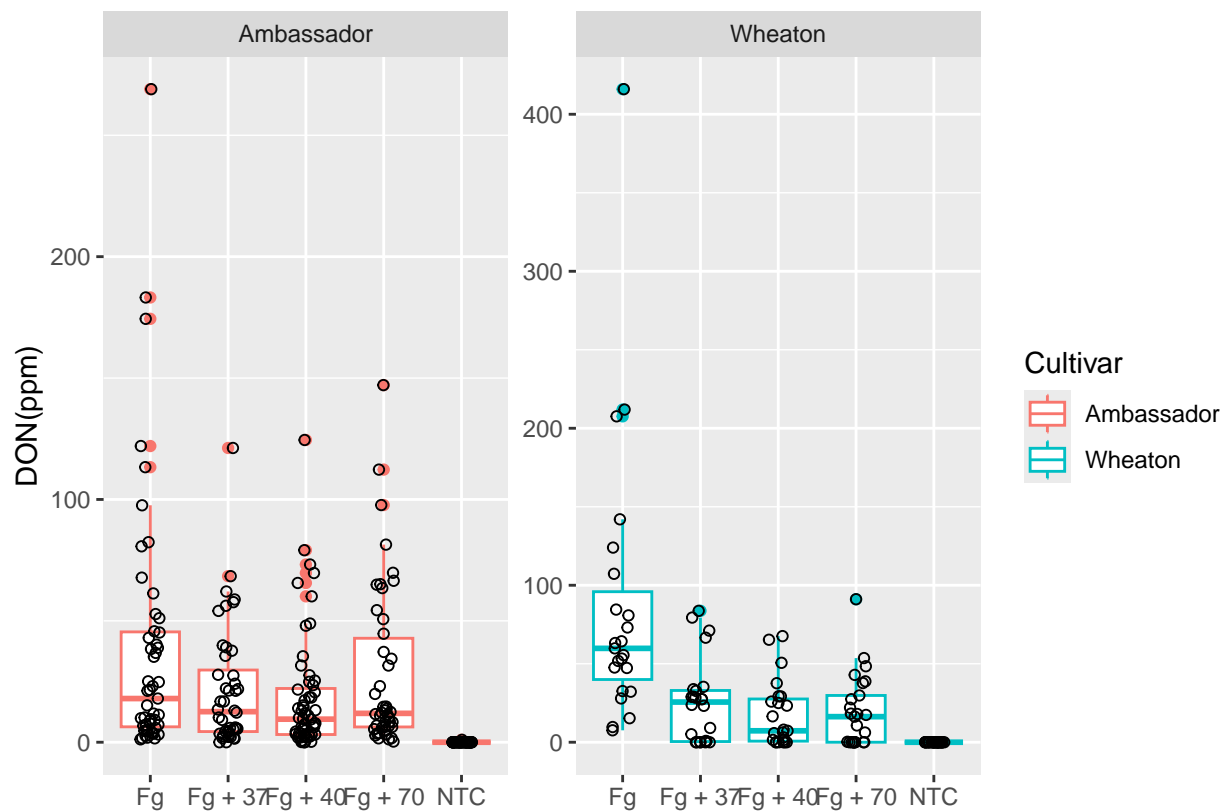 Ambassador
Wheaton
DON(ppm)
0
100
200
0
100
200
300
400
Fg
Fg + 37
Fg + 40
Fg + 70
NTC
Fg
Fg + 37
Fg + 40
Fg + 70
NTC
Cultivar
Ambassador
Wheaton